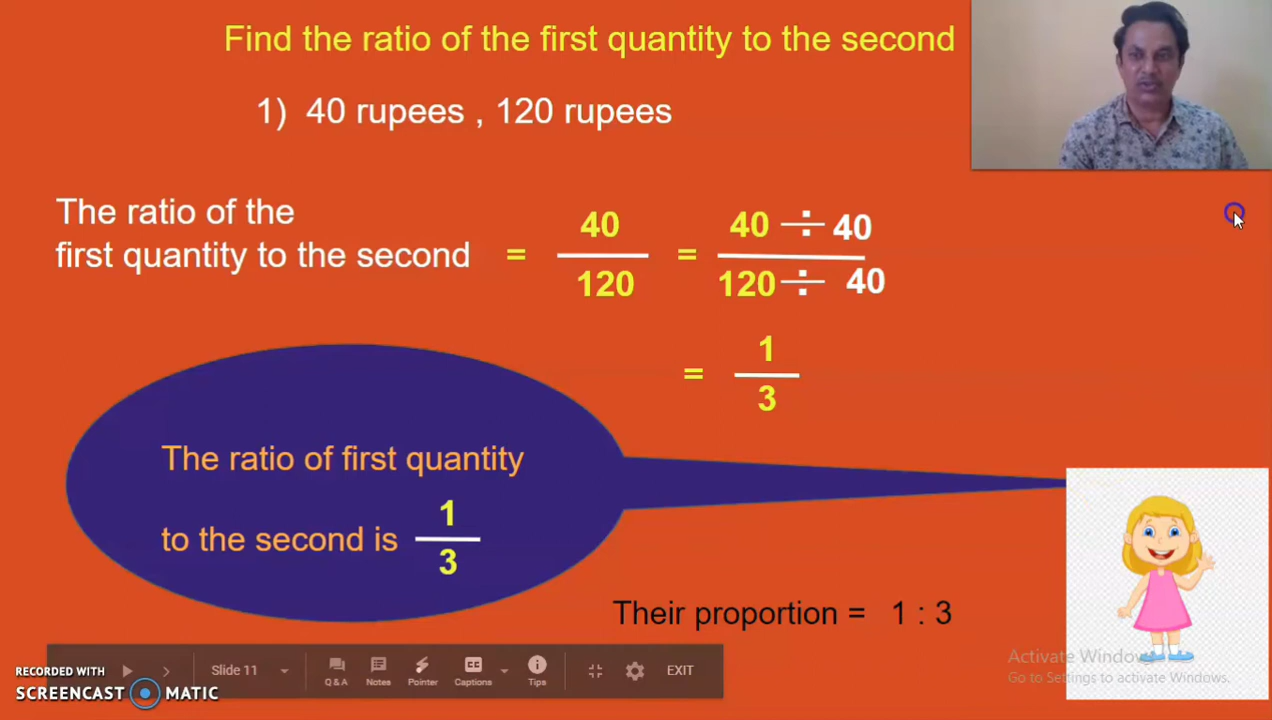 Find the ratio of the first quantity to the second
1) 40 rupees , 120 rupees
The ratio of the
first quantity to the second = 40/120 = 40 ÷ 40/120 ÷ 40
= 1/3
The ratio of first quantity
to the second is 1/3
Their proportion = 1 : 3
Activate Windows
Go to Settings to activate Windows.
Slide 11 Q&A Notes Pointer CC Captions Tips EXIT
RECORDED WITH
SCREENCAST MATIC